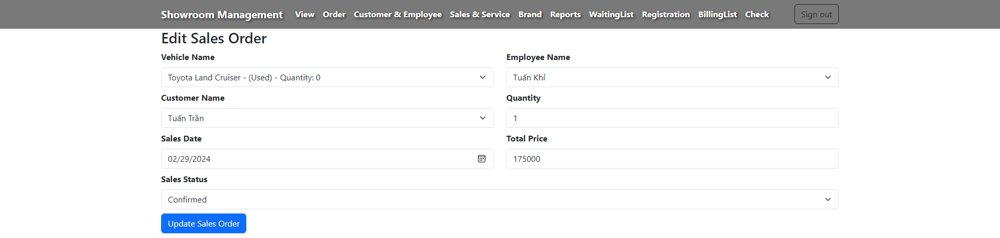 Showroom Management View Order Customer & Employee Sales & Service Brand Reports WaitingList Registration BillingList Check Sign out
Edit Sales Order
Vehicle Name Employee Name
Toyota Land Cruiser - (Used) - Quantity: 0 Tuấn Khỉ
Customer Name Quantity
Tuấn Trần 1
Sales Date Total Price
02/29/2024 175000
Sales Status
Confirmed
Update Sales Order